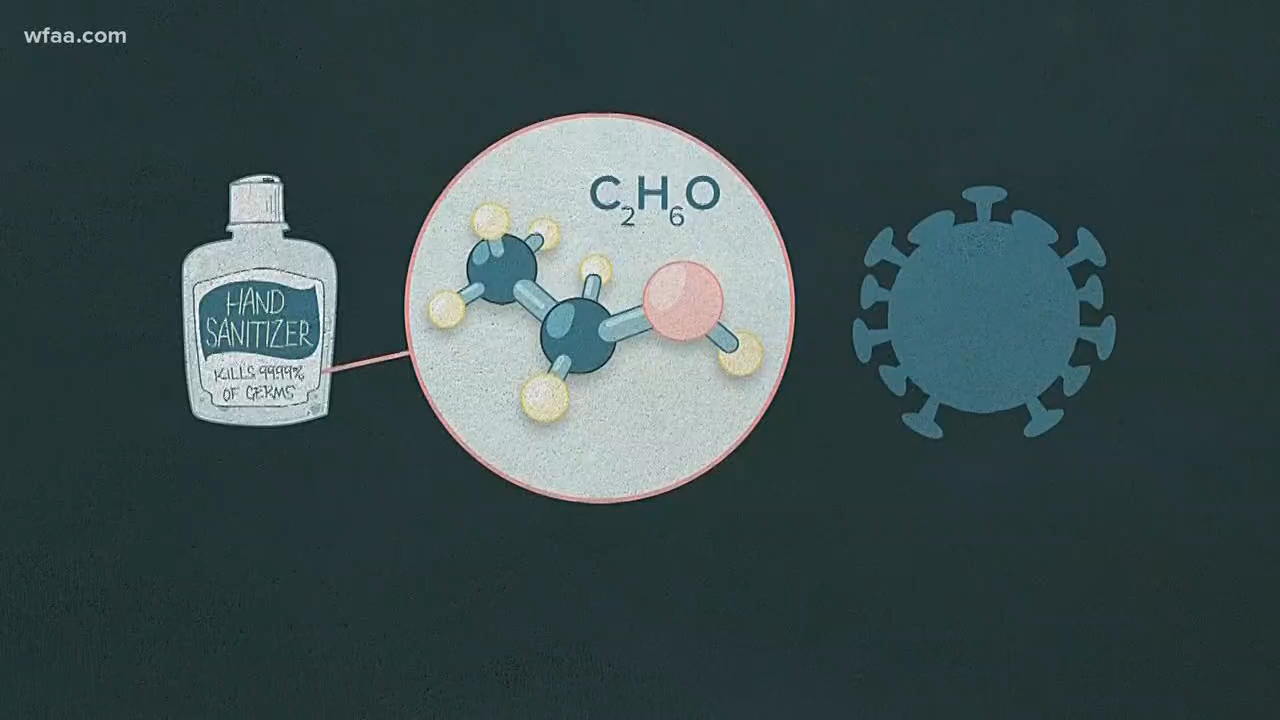 wfaa.com
HAND
SANITIZER
KILLS 99.99%
OF GERMS
C₂H₆O